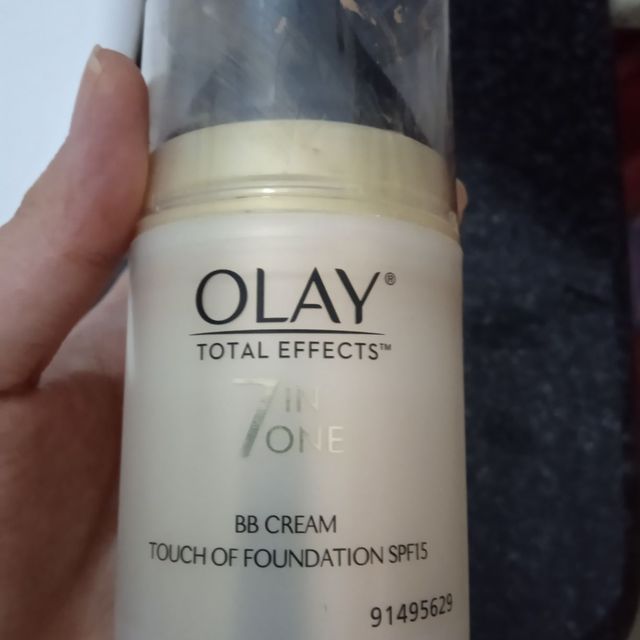 OLAY®
TOTAL EFFECTS™
7 IN
ONE
BB CREAM
TOUCH OF FOUNDATION SPF15
91495629